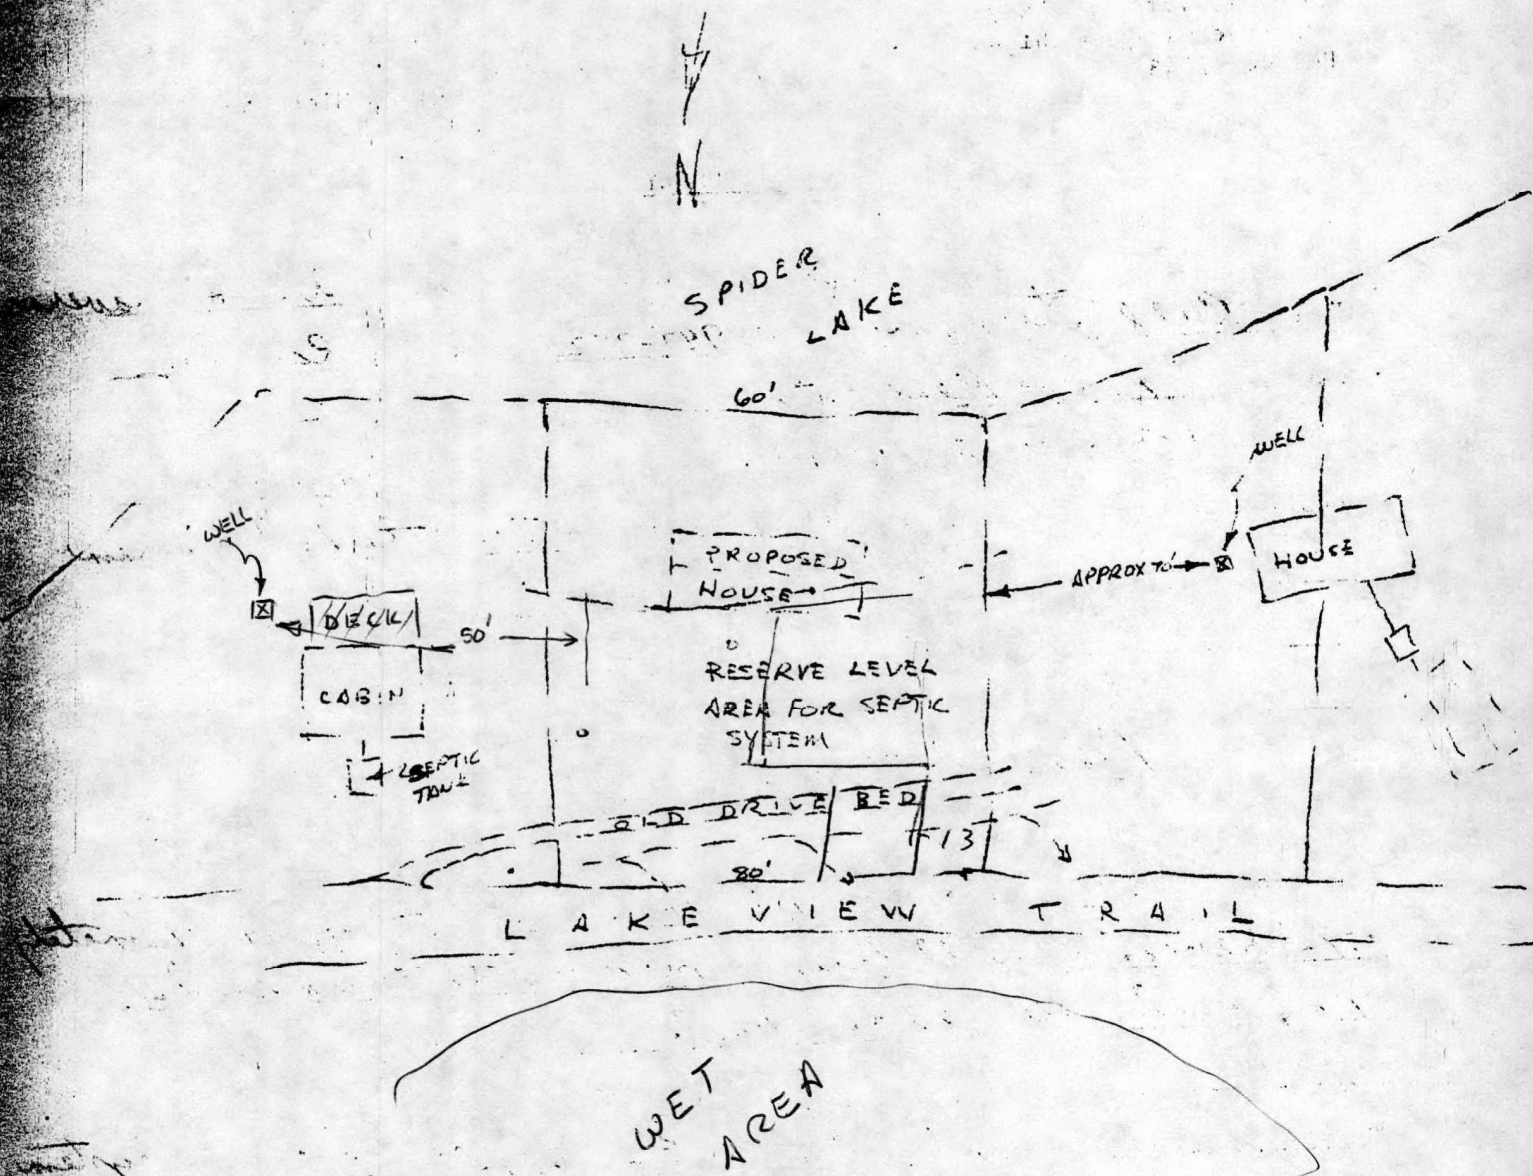 N
SPIDER
LAKE
60'
WELL
WELL
PROPOSED
HOUSE
HOUSE
APPROX 70'
DECK
50'
CABIN
RESERVE LEVEL
AREA FOR SEPTIC
SYSTEM
SEPTIC
TANK
OLD DRIVE BED
13
80'
LAKE VIEW TRAIL
WET
AREA